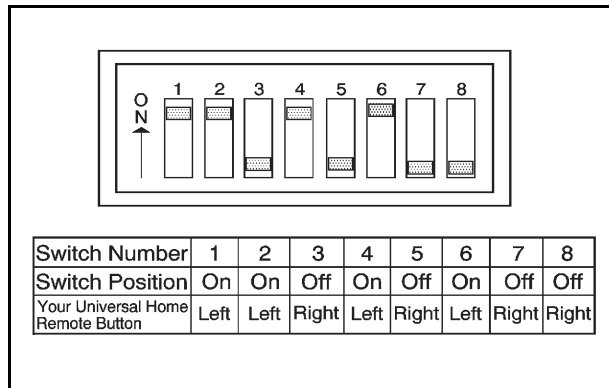 1 2 3 4 5 6 7 8
ON
Switch Number 1 2 3 4 5 6 7 8
Switch Position On On Off On Off On Off Off
Your Universal Home Remote Button Left Left Right Left Right Left Right Right